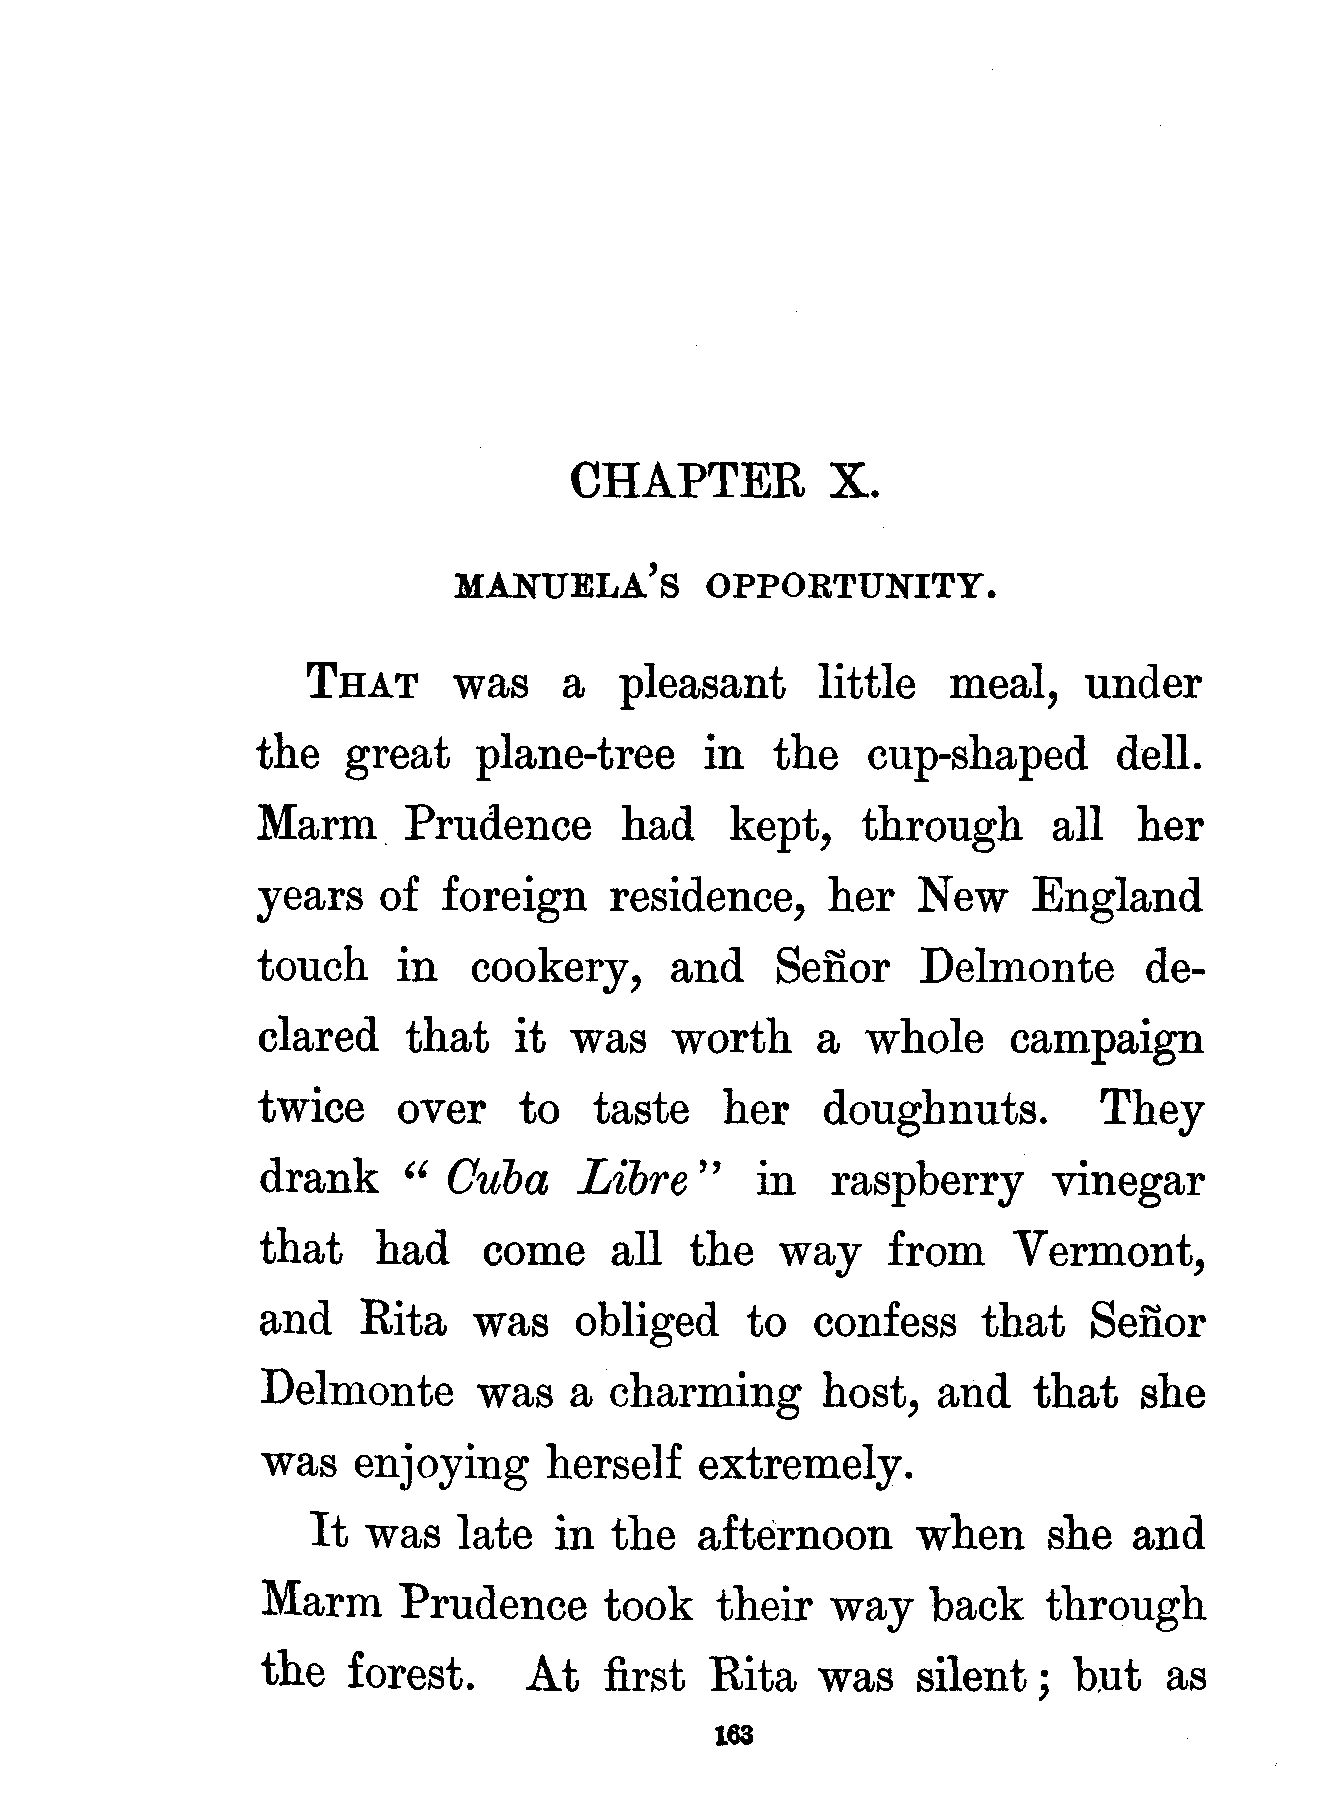 CHAPTER X.
MANUELA'S OPPORTUNITY.
THAT was a pleasant little meal, under
the great plane-tree in the cup-shaped dell.
Marm Prudence had kept, through all her
years of foreign residence, her New England
touch in cookery, and Señor Delmonte de-
clared that it was worth a whole campaign
twice over to taste her doughnuts. They
drank “ Cuba Libre ” in raspberry vinegar
that had come all the way from Vermont,
and Rita was obliged to confess that Señor
Delmonte was a charming host, and that she
was enjoying herself extremely.
It was late in the afternoon when she and
Marm Prudence took their way back through
the forest. At first Rita was silent ; but as
163